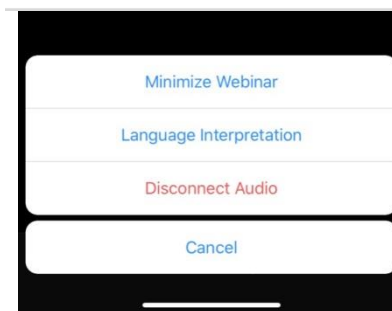 Minimize Webinar
Language Interpretation
Disconnect Audio
Cancel